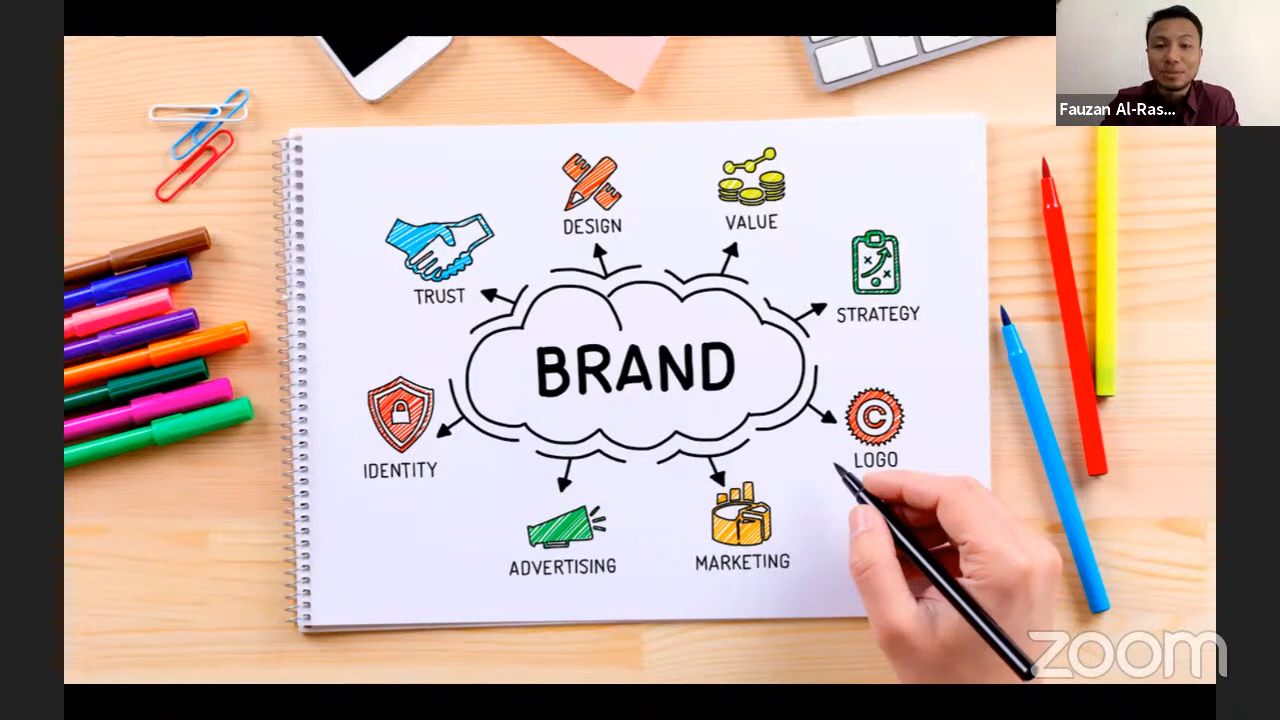 Fauzan Al-Ras...
DESIGN
VALUE
TRUST
STRATEGY
BRAND
IDENTITY
LOGO
ADVERTISING
MARKETING
zoom